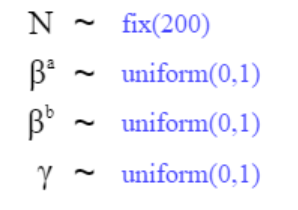 N ~ fix(200)
βᵃ ~ uniform(0,1)
βᵇ ~ uniform(0,1)
γ ~ uniform(0,1)